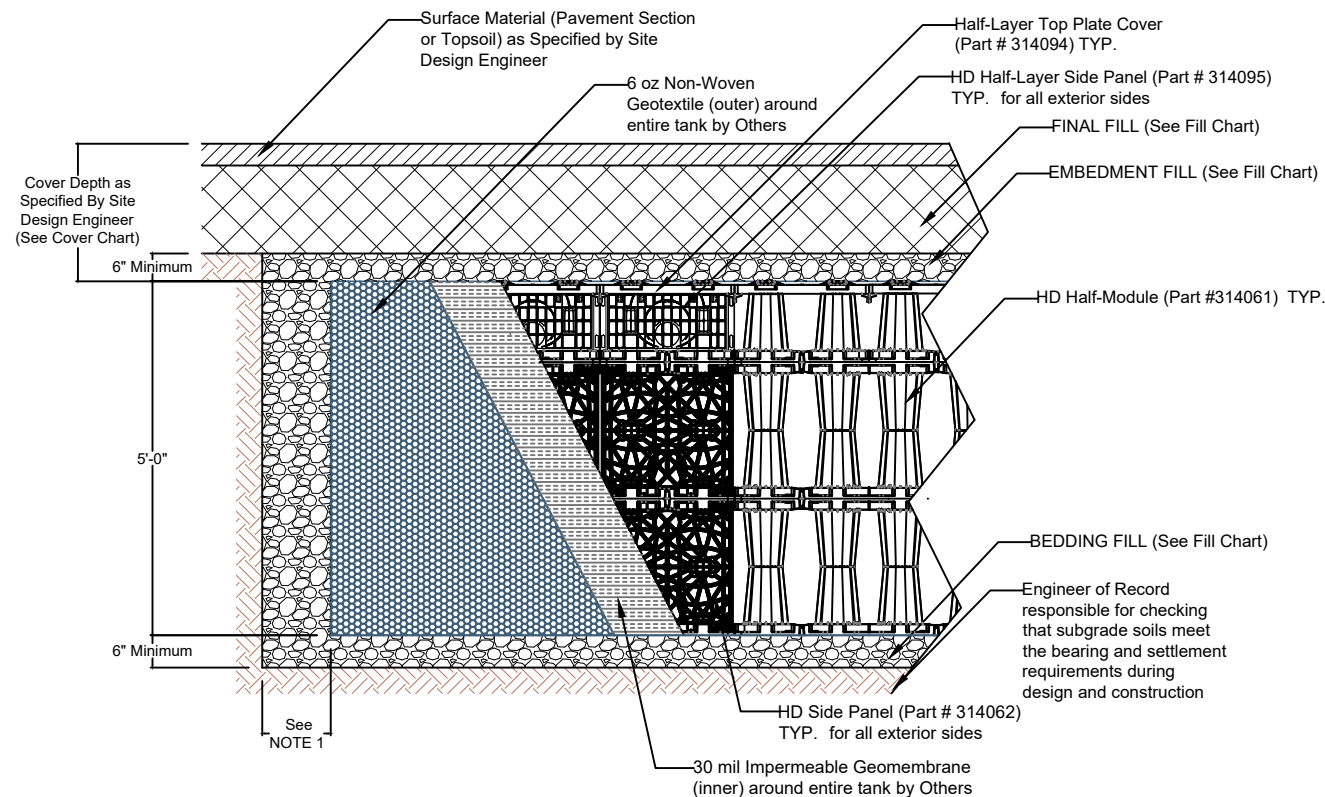 Surface Material (Pavement Section
or Topsoil) as Specified by Site
Design Engineer
6 oz Non-Woven
Geotextile (outer) around
entire tank by Others
Half-Layer Top Plate Cover
(Part # 314094) TYP.
HD Half-Layer Side Panel (Part # 314095)
TYP. for all exterior sides
FINAL FILL (See Fill Chart)
EMBEDMENT FILL (See Fill Chart)
Cover Depth as
Specified By Site
Design Engineer
(See Cover Chart)
6" Minimum
HD Half-Module (Part #314061) TYP.
5'-0"
BEDDING FILL (See Fill Chart)
Engineer of Record
responsible for checking
that subgrade soils meet
the bearing and settlement
requirements during
design and construction
6" Minimum
See
NOTE 1
HD Side Panel (Part # 314062)
TYP. for all exterior sides
30 mil Impermeable Geomembrane
(inner) around entire tank by Others